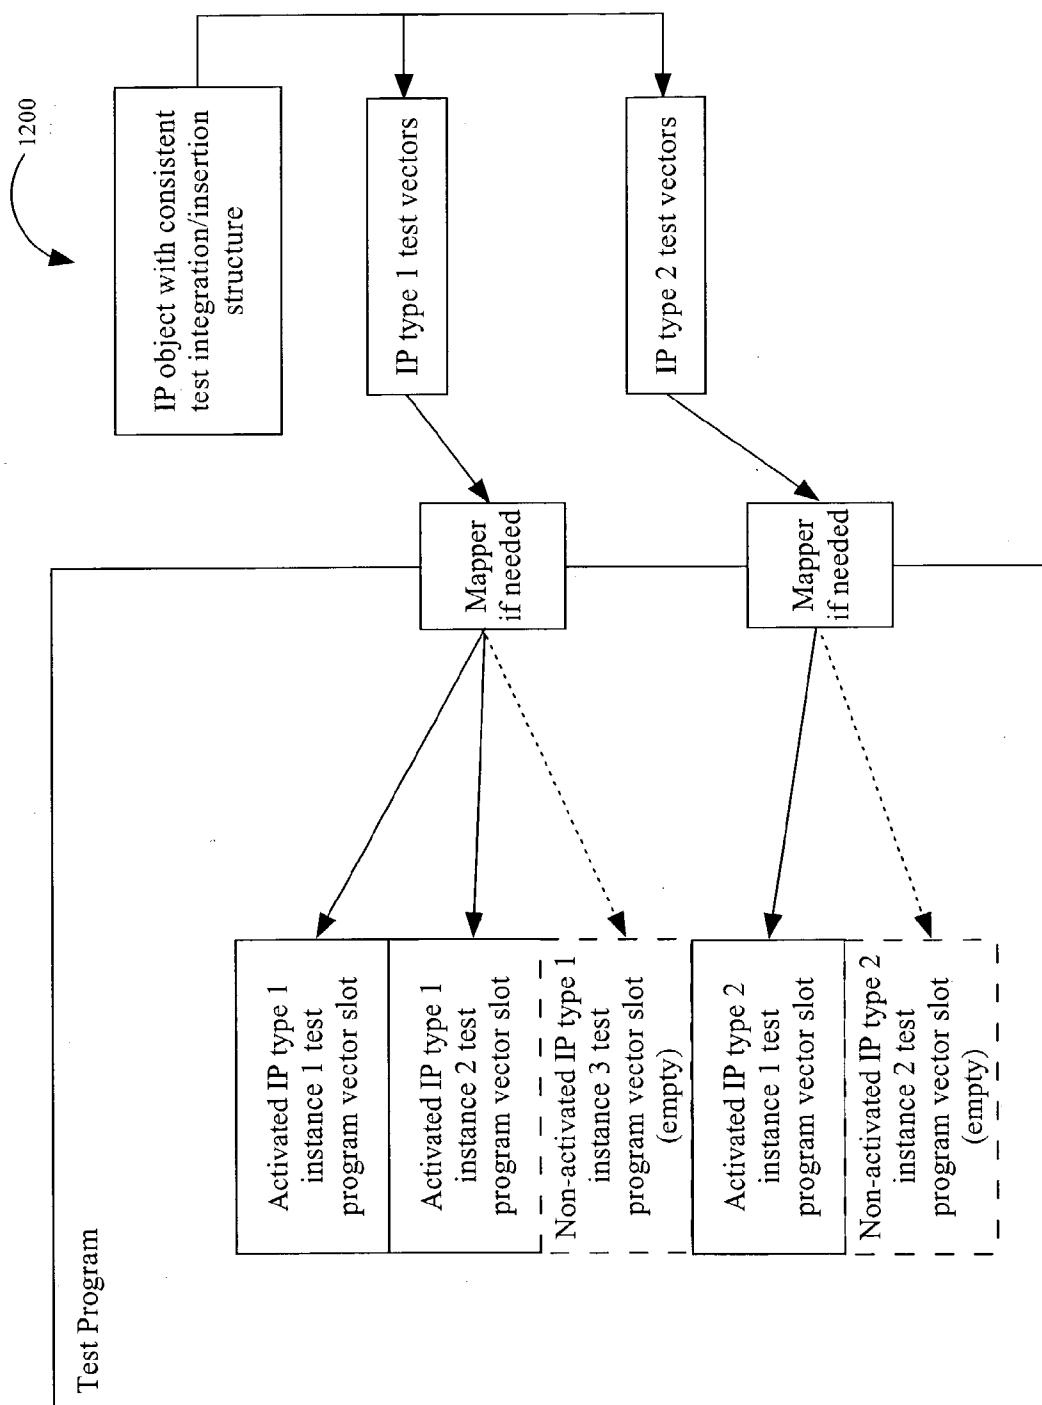 1200
IP object with consistent
test integration/insertion
structure
IP type 1 test vectors
IP type 2 test vectors
Mapper
if needed
Mapper
if needed
Test Program
Activated IP type 1
instance 1 test
program vector slot
Activated IP type 1
instance 2 test
program vector slot
Non-activated IP type 1
instance 3 test
program vector slot
(empty)
Activated IP type 2
instance 1 test
program vector slot
Non-activated IP type 2
instance 2 test
program vector slot
(empty)